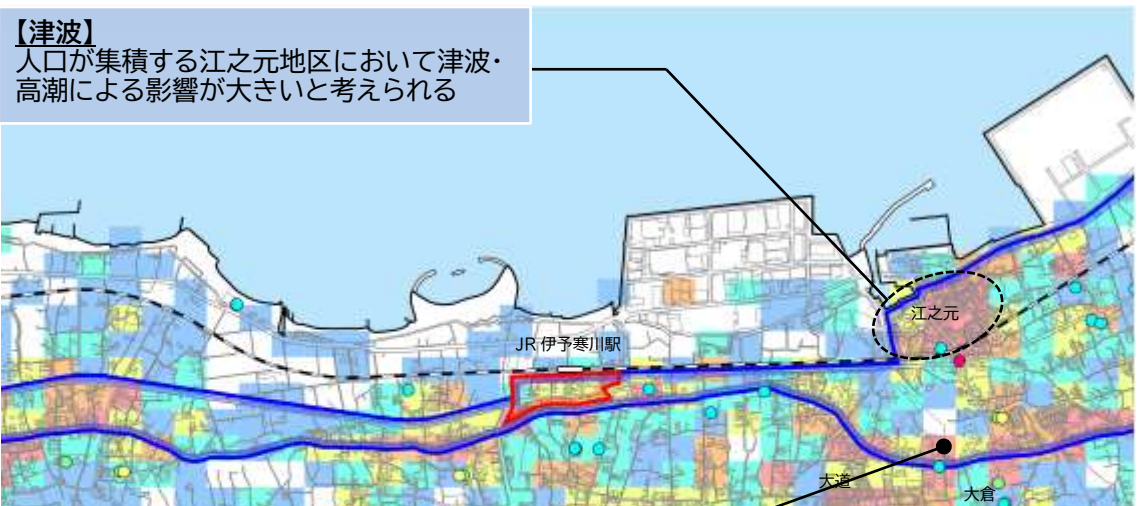 【津波】
人口が集積する江之元地区において津波・
高潮による影響が大きいと考えられる
江之元
JR 伊予寒川駅
大道
大倉